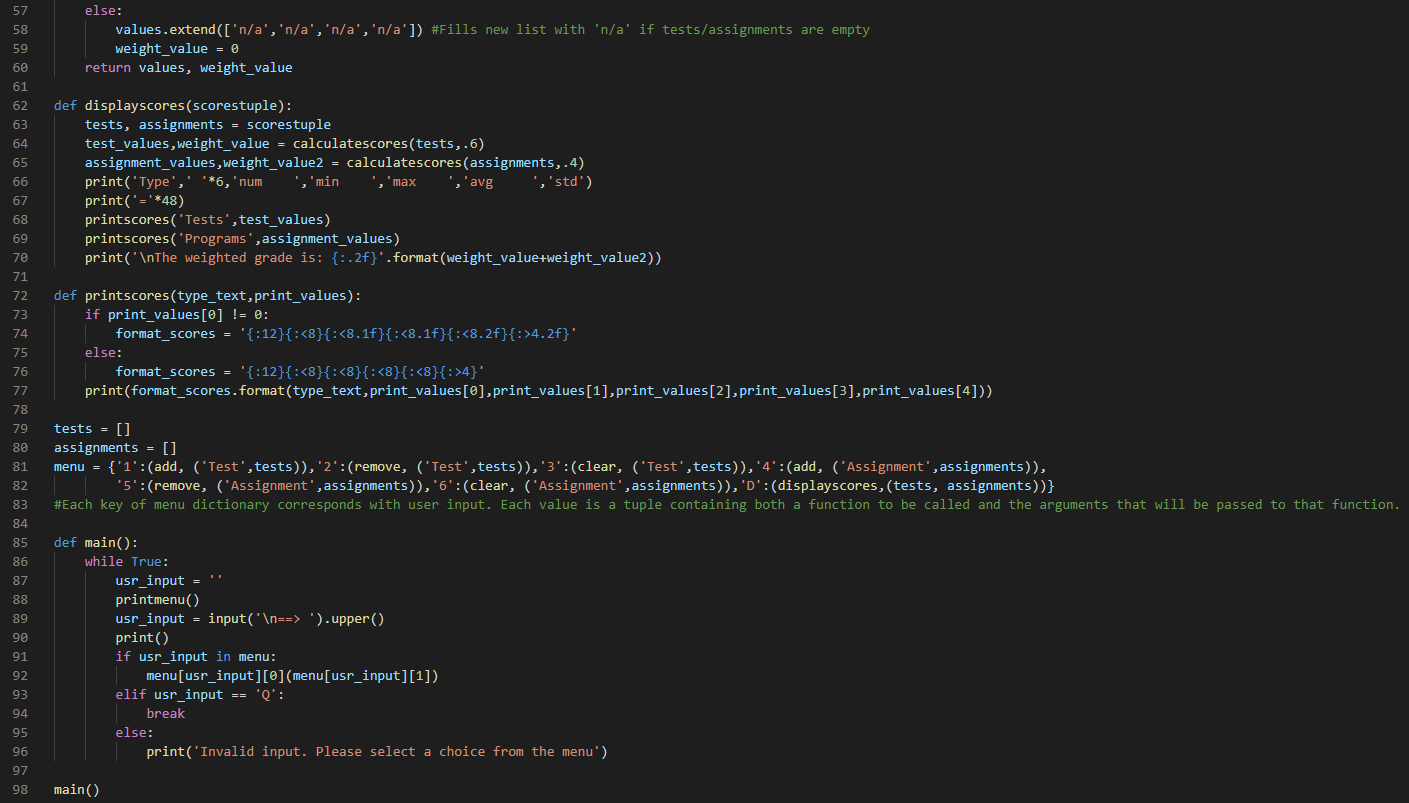 57 else:
58 values.extend(['n/a','n/a','n/a','n/a']) #Fills new list with 'n/a' if tests/assignments are empty
59 weight_value = 0
60 return values, weight_value
61
62 def displayscores(scorestuple):
63 tests, assignments = scorestuple
64 test_values,weight_value = calculatescores(tests,.6)
65 assignment_values,weight_value2 = calculatescores(assignments,.4)
66 print('Type',' '*6,'num    ','min    ','max    ','avg     ','std')
67 print('='*48)
68 printscores('Tests',test_values)
69 printscores('Programs',assignment_values)
70 print('\nThe weighted grade is: {:.2f}'.format(weight_value+weight_value2))
71
72 def printscores(type_text,print_values):
73 if print_values[0] != 0:
74 format_scores = '{:12}{:<8}{:<8.1f}{:<8.1f}{:<8.2f}{:>4.2f}'
75 else:
76 format_scores = '{:12}{:<8}{:<8}{:<8}{:<8}{:>4}'
77 print(format_scores.format(type_text,print_values[0],print_values[1],print_values[2],print_values[3],print_values[4]))
78
79 tests = []
80 assignments = []
81 menu = {'1':(add, ('Test',tests)),'2':(remove, ('Test',tests)),'3':(clear, ('Test',tests)),'4':(add, ('Assignment',assignments)),
82 '5':(remove, ('Assignment',assignments)),'6':(clear, ('Assignment',assignments)),'D':(displayscores,(tests, assignments))}
83 #Each key of menu dictionary corresponds with user input. Each value is a tuple containing both a function to be called and the arguments that will be passed to that function.
84
85 def main():
86 while True:
87 usr_input = ''
88 printmenu()
89 usr_input = input('\n==> ').upper()
90 print()
91 if usr_input in menu:
92 menu[usr_input][0](menu[usr_input][1])
93 elif usr_input == 'Q':
94 break
95 else:
96 print('Invalid input. Please select a choice from the menu')
97
98 main()